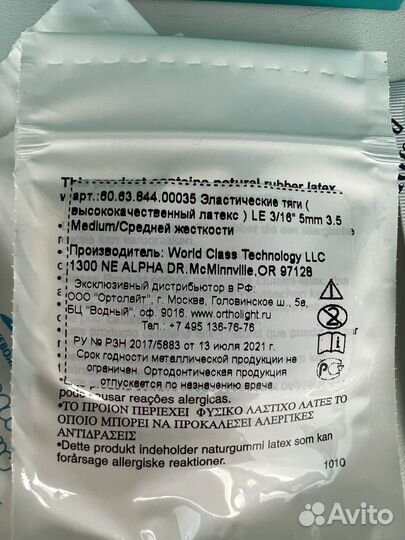 This product contains natural rubber latex
арт.:60.63.644.00035 Эластические тяги (
высококачественный латекс ) LE 3/16" 5mm 3.5
Medium/Средней жесткости
Производитель: World Class Technology LLC
1300 NE ALPHA DR.McMinnville,OR 97128
Эксклюзивный дистрибьютор в РФ.
ООО "Ортолайт", г. Москва, Головинское ш., 5а,
БЦ "Водный", оф. 9016. www.ortholight.ru
Тел.: +7 495 136-76-76
РУ № РЗН 2017/5883 от 13 июля 2021 г.
Срок годности металлической продукции не
ограничен. Ортодонтическая продукция
отпускается по назначению врача.
pode causar reações alergicas.
•ΤΟ ΠΡΟΙΟΝ ΠΕΡΙΕΧΕΙ ΦΥΣΙΚΟ ΛΑΣΤΙΧΟ ΛΑΤΕΞ ΤΟ
ΟΠΟΙΟ ΜΠΟΡΕΙ ΝΑ ΠΡΟΚΑΛΕΣΕΙ ΑΛΛΕΡΓΙΚΕΣ
ΑΝΤΙΔΡΑΣΕΙΣ
•Dette produkt indeholder naturgummi latex som kan
forårsage allergiske reaktioner.
1010
Avito